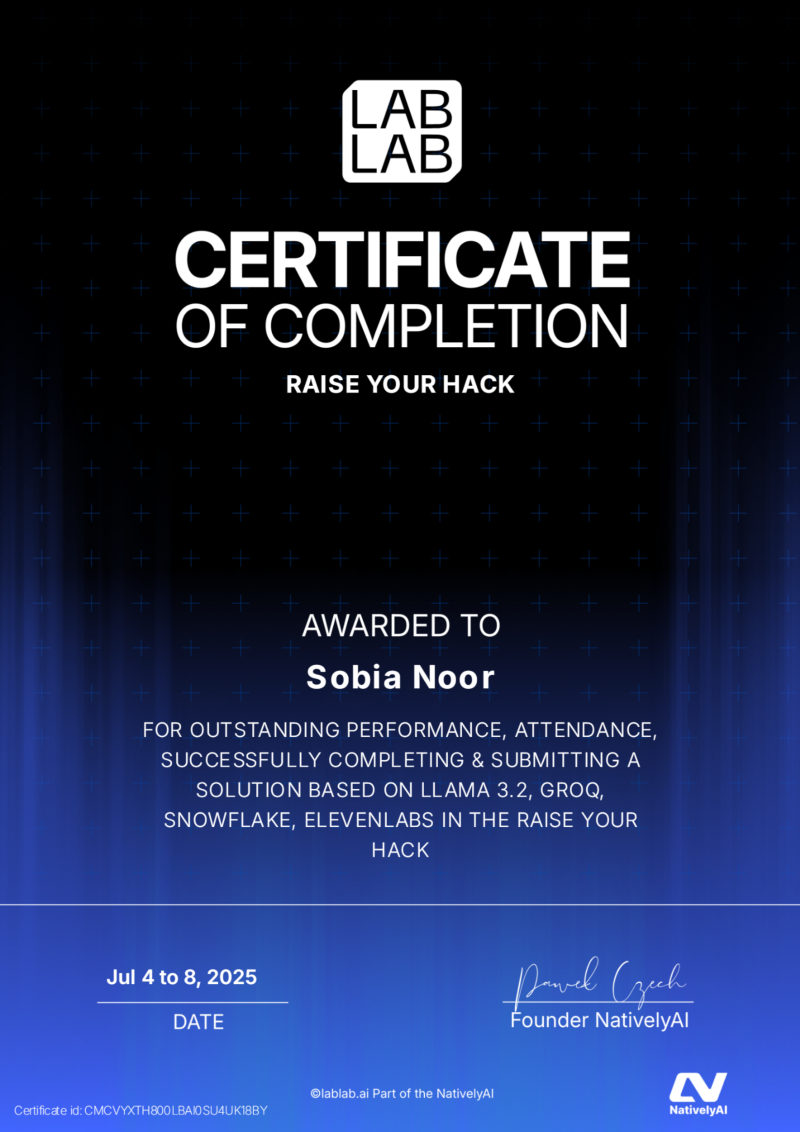 LAB
LAB
CERTIFICATE
OF COMPLETION
RAISE YOUR HACK
AWARDED TO
Sobia Noor
FOR OUTSTANDING PERFORMANCE, ATTENDANCE,
SUCCESSFULLY COMPLETING & SUBMITTING A
SOLUTION BASED ON LLAMA 3.2, GROQ,
SNOWFLAKE, ELEVENLABS IN THE RAISE YOUR
HACK
Jul 4 to 8, 2025
DATE
Pawel Czech
Founder NativelyAI
©lablab.ai Part of the NativelyAI
NativelyAI
Certificate id: CMCVYXTH800LBAI0SU4UK18BY